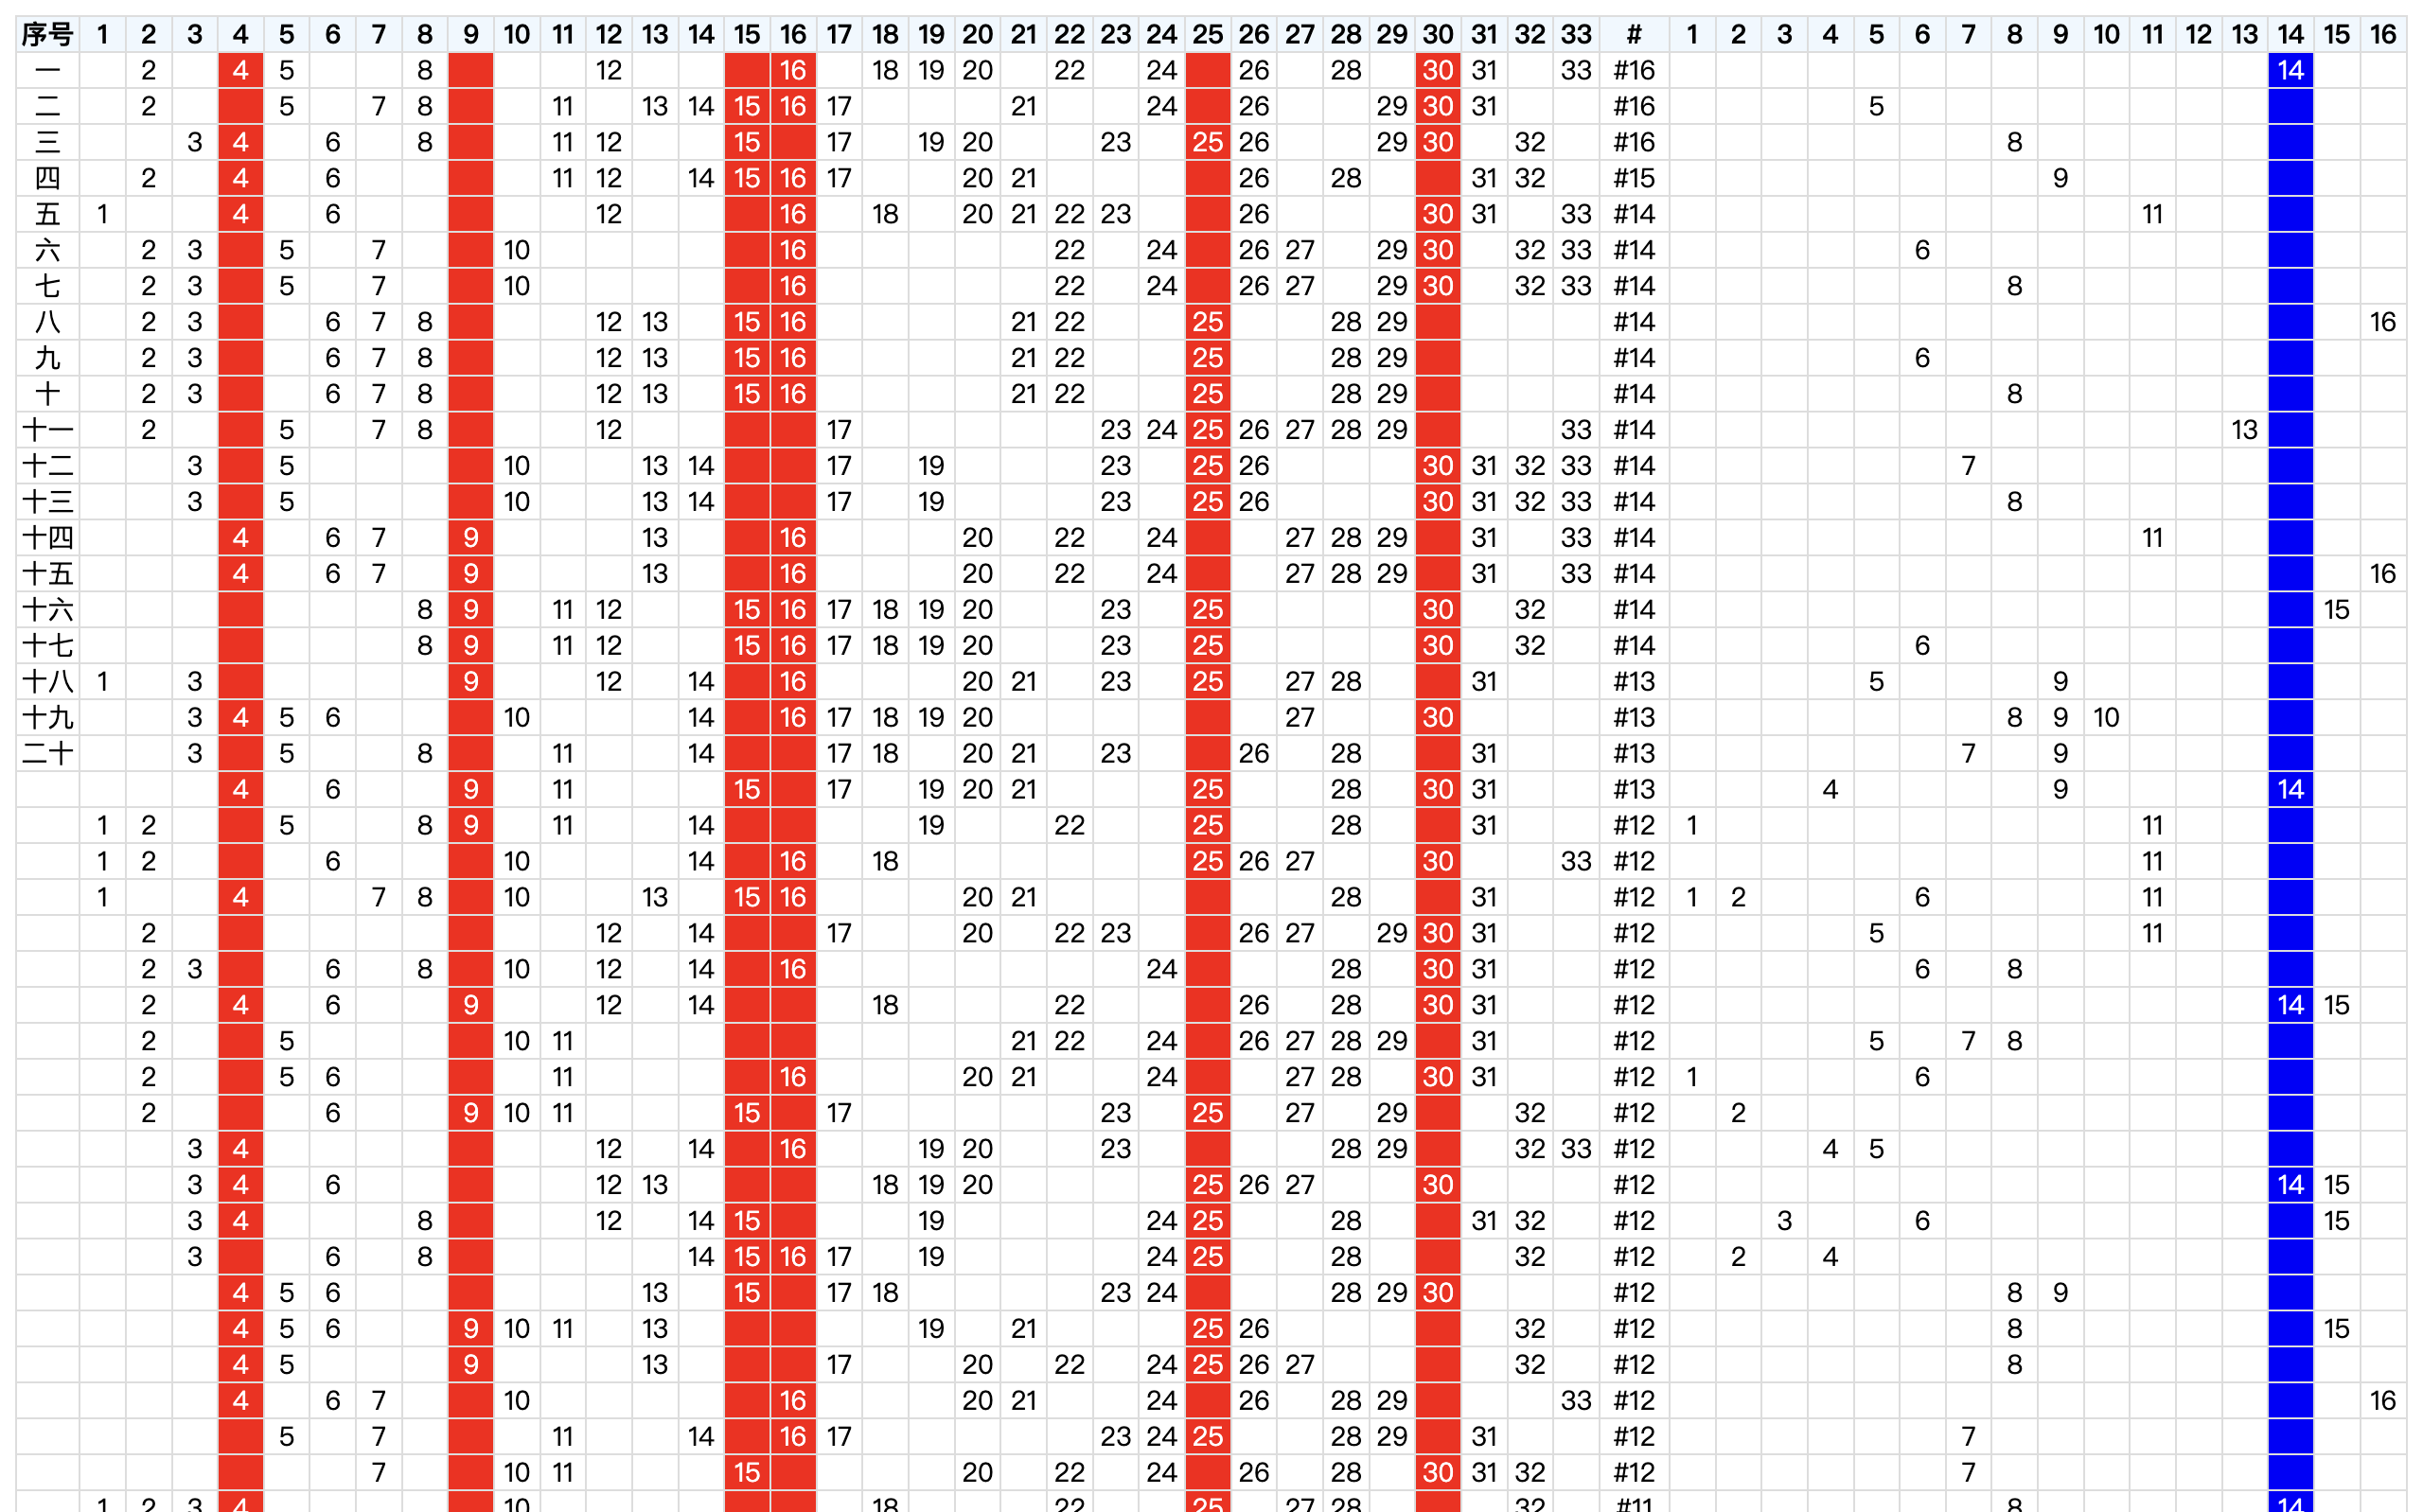 序号 1 2 3 4 5 6 7 8 9 10 11 12 13 14 15 16 17 18 19 20 21 22 23 24 25 26 27 28 29 30 31 32 33 # 1 2 3 4 5 6 7 8 9 10 11 12 13 14 15 16
一 2 4 5 8 12 16 18 19 20 22 24 26 28 30 31 33 #16 14
二 2 5 7 8 11 13 14 15 16 17 21 24 26 29 30 31 #16 5
三 3 4 6 8 11 12 15 17 19 20 23 25 26 29 30 32 #16 8
四 2 4 6 11 12 14 15 16 17 20 21 26 28 31 32 #15 9
五 1 4 6 12 16 18 20 21 22 23 26 30 31 33 #14 11
六 2 3 5 7 10 16 22 24 26 27 29 30 32 33 #14 6
七 2 3 5 7 10 16 22 24 26 27 29 30 32 33 #14 8
八 2 3 6 7 8 12 13 15 16 21 22 25 28 29 #14 16
九 2 3 6 7 8 12 13 15 16 21 22 25 28 29 #14 6
十 2 3 6 7 8 12 13 15 16 21 22 25 28 29 #14 8
十一 2 5 7 8 12 17 23 24 25 26 27 28 29 33 #14 13
十二 3 5 10 13 14 17 19 23 25 26 30 31 32 33 #14 7
十三 3 5 10 13 14 17 19 23 25 26 30 31 32 33 #14 8
十四 4 6 7 9 13 16 20 22 24 27 28 29 31 33 #14 11
十五 4 6 7 9 13 16 20 22 24 27 28 29 31 33 #14 16
十六 8 9 11 12 15 16 17 18 19 20 23 25 30 32 #14 15
十七 8 9 11 12 15 16 17 18 19 20 23 25 30 32 #14 6
十八 1 3 9 12 14 16 20 21 23 25 27 28 31 #13 5 9
十九 3 4 5 6 10 14 16 17 18 19 20 27 30 #13 8 9 10
二十 3 5 8 11 14 17 18 20 21 23 26 28 31 #13 7 9
4 6 9 11 15 17 19 20 21 25 28 30 31 #13 4 9 14
1 2 5 8 9 11 14 19 22 25 28 31 #12 1 11
1 2 6 10 14 16 18 25 26 27 30 33 #12 11
1 4 7 8 10 13 15 16 20 21 28 31 #12 1 2 6 11
2 12 14 17 20 22 23 26 27 29 30 31 #12 5 11
2 3 6 8 10 12 14 16 24 28 30 31 #12 6 8
2 4 6 9 12 14 18 22 26 28 30 31 #12 14 15
2 5 10 11 21 22 24 26 27 28 29 31 #12 5 7 8
2 5 6 11 16 20 21 24 27 28 30 31 #12 1 6
2 6 9 10 11 15 17 23 25 27 29 32 #12 2
3 4 12 14 16 19 20 23 28 29 32 33 #12 4 5
3 4 6 12 13 18 19 20 25 26 27 30 #12 14 15
3 4 8 12 14 15 19 24 25 28 31 32 #12 3 6 15
3 6 8 14 15 16 17 19 24 25 28 32 #12 2 4
4 5 6 13 15 17 18 23 24 28 29 30 #12 8 9
4 5 6 9 10 11 13 19 21 25 26 32 #12 8 15
4 5 9 13 17 20 22 24 25 26 27 32 #12 8
4 6 7 10 16 20 21 24 26 28 29 33 #12 16
5 7 11 14 16 17 23 24 25 28 29 31 #12 7
7 10 11 15 20 22 24 26 28 30 31 32 #12 7
1 2 3 4 10 18 22 25 27 28 32 #11 8 14